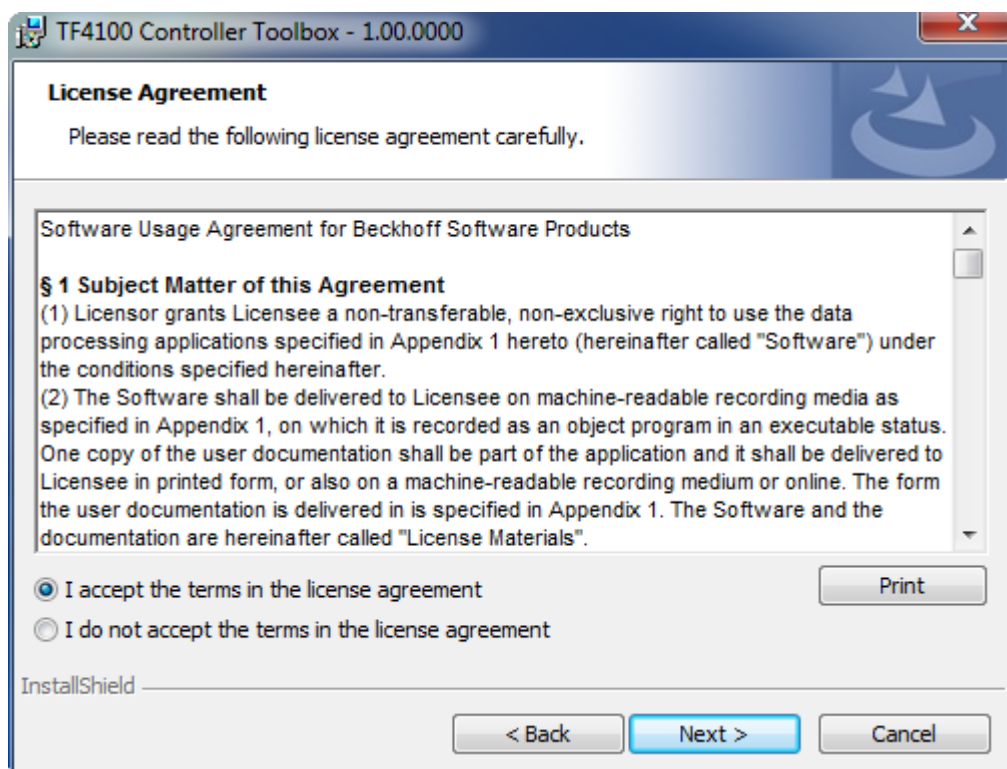 TF4100 Controller Toolbox - 1.00.0000
License Agreement
Please read the following license agreement carefully.
Software Usage Agreement for Beckhoff Software Products
§ 1 Subject Matter of this Agreement
(1) Licensor grants Licensee a non-transferable, non-exclusive right to use the data
processing applications specified in Appendix 1 hereto (hereinafter called "Software") under
the conditions specified hereinafter.
(2) The Software shall be delivered to Licensee on machine-readable recording media as
specified in Appendix 1, on which it is recorded as an object program in an executable status.
One copy of the user documentation shall be part of the application and it shall be delivered to
Licensee in printed form, or also on a machine-readable recording medium or online. The form
the user documentation is delivered in is specified in Appendix 1. The Software and the
documentation are hereinafter called "License Materials".
I accept the terms in the license agreement
Print
I do not accept the terms in the license agreement
InstallShield
< Back
Next >
Cancel